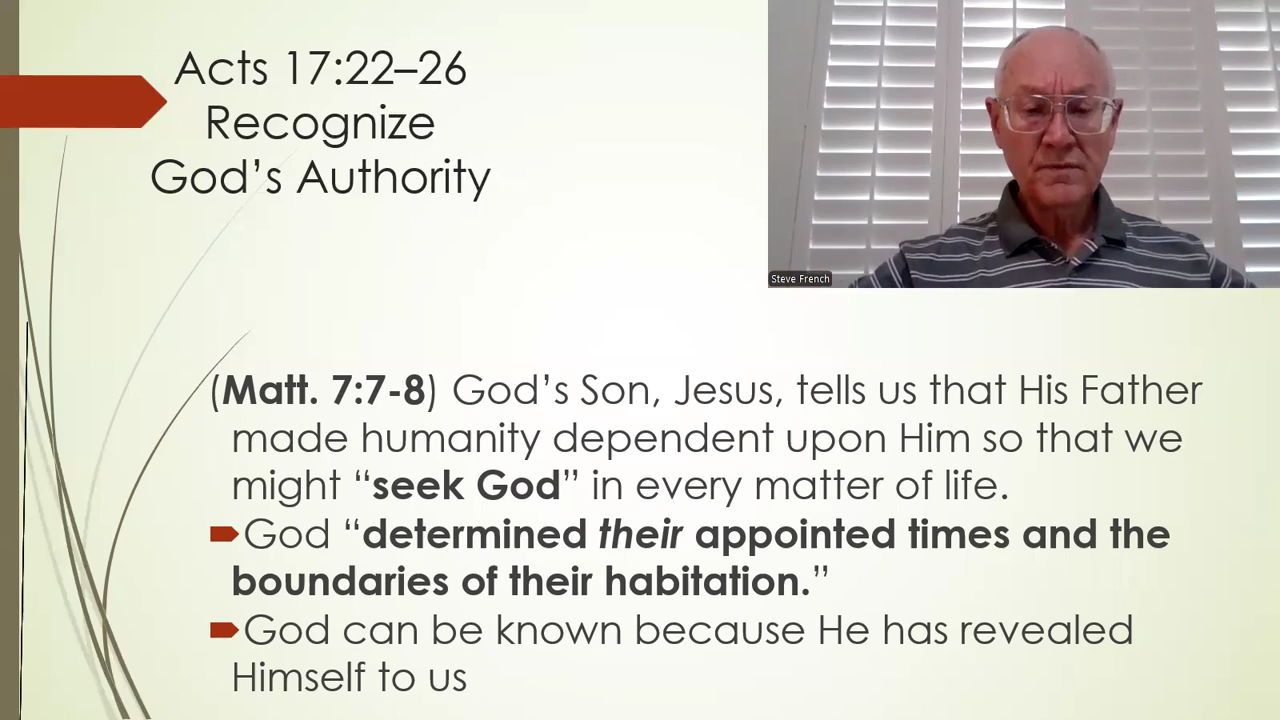 Acts 17:22–26
Recognize
God’s Authority
Steve French
(Matt. 7:7-8) God’s Son, Jesus, tells us that His Father
made humanity dependent upon Him so that we
might “seek God” in every matter of life.
God “determined their appointed times and the
boundaries of their habitation.”
God can be known because He has revealed
Himself to us